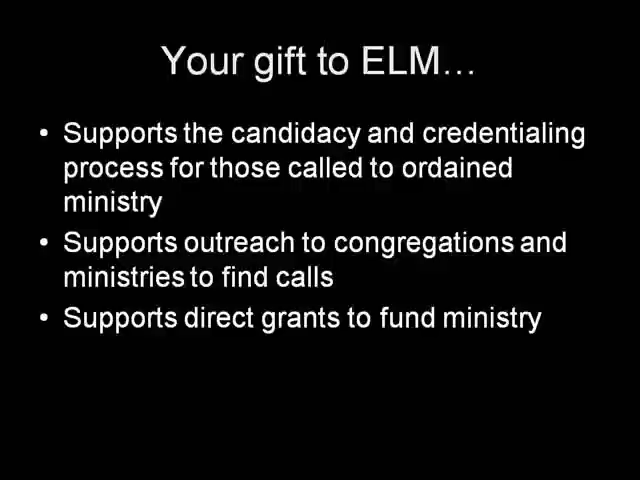 Your gift to ELM...
• Supports the candidacy and credentialing
process for those called to ordained
ministry
• Supports outreach to congregations and
ministries to find calls
• Supports direct grants to fund ministry